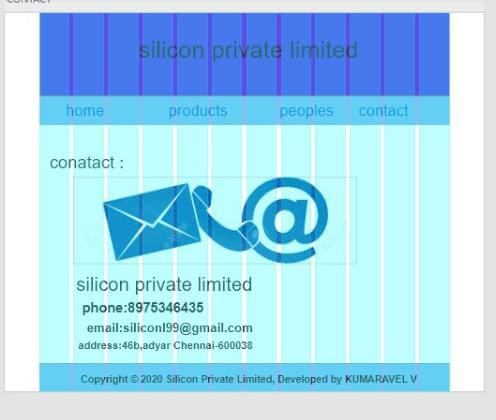 CONTACT
silicon private limited
home products peoples contact
conatact :
@
silicon private limited
phone:8975346435
email:siliconl99@gmail.com
address:46b,adyar Chennai-600038
Copyright © 2020 Silicon Private Limited, Developed by KUMARAVEL V